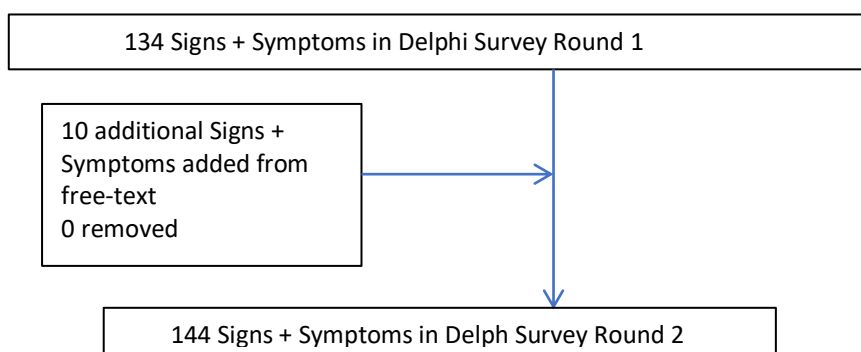 134 Signs + Symptoms in Delphi Survey Round 1
10 additional Signs +
Symptoms added from
free-text
0 removed
144 Signs + Symptoms in Delph Survey Round 2